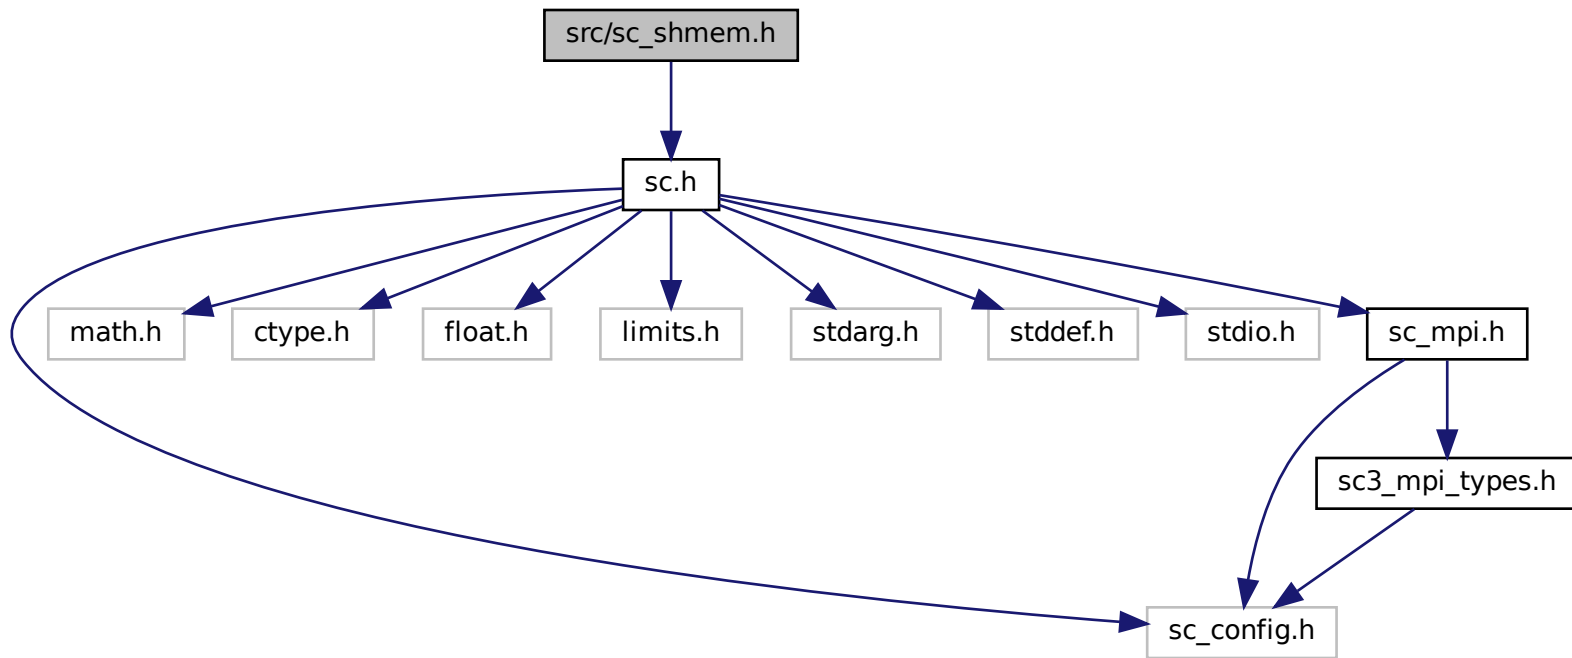 src/sc_shmem.h
sc.h
math.h
ctype.h
float.h
limits.h
stdarg.h
stddef.h
stdio.h
sc_mpi.h
sc3_mpi_types.h
sc_config.h